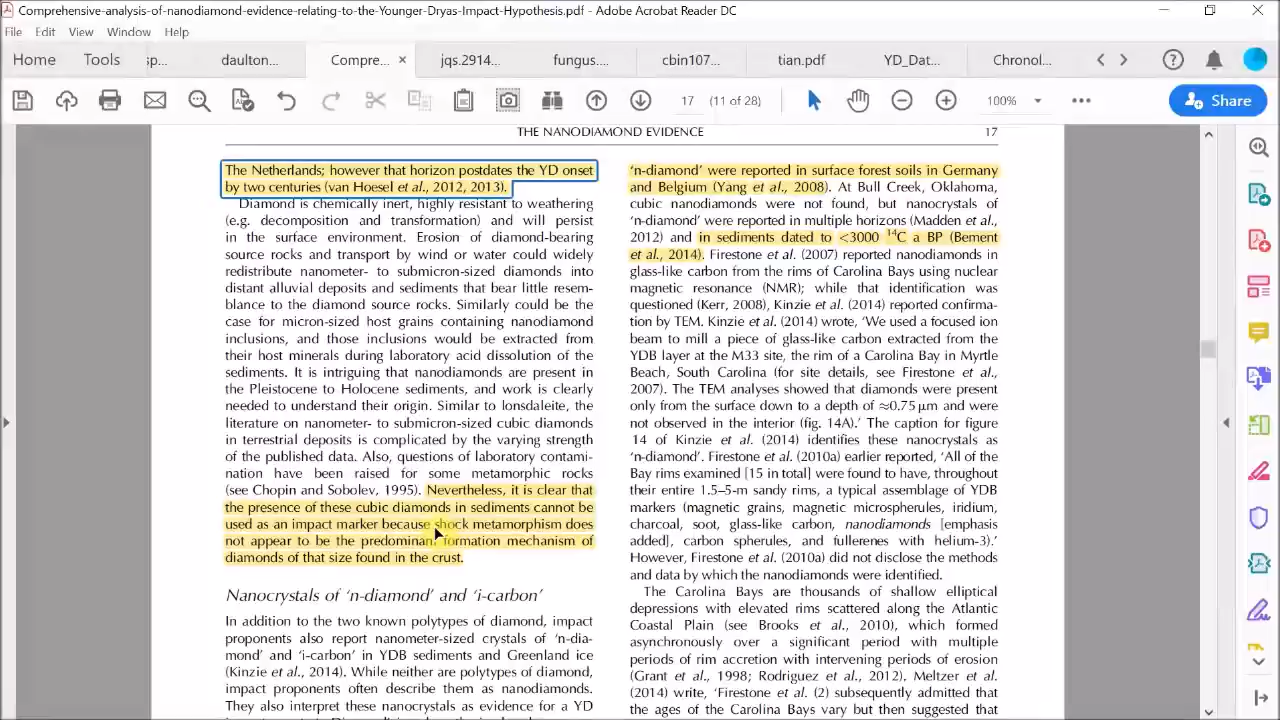 Comprehensive-analysis-of-nanodiamond-evidence-relating-to-the-Younger-Dryas-Impact-Hypothesis.pdf - Adobe Acrobat Reader DC
File Edit View Window Help
Home Tools sp... daulton... Compre... × jqs.2914... fungus.... cbin107... tian.pdf YD_Dat... Chronol...
17 (11 of 28) 100% Share
THE NANODIAMOND EVIDENCE 17
The Netherlands; however that horizon postdates the YD onset
by two centuries (van Hoesel et al., 2012, 2013).
Diamond is chemically inert, highly resistant to weathering
(e.g. decomposition and transformation) and will persist
in the surface environment. Erosion of diamond-bearing
source rocks and transport by wind or water could widely
redistribute nanometer- to submicron-sized diamonds into
distant alluvial deposits and sediments that bear little resem-
blance to the diamond source rocks. Similarly could be the
case for micron-sized host grains containing nanodiamond
inclusions, and those inclusions would be extracted from
their host minerals during laboratory acid dissolution of the
sediments. It is intriguing that nanodiamonds are present in
the Pleistocene to Holocene sediments, and work is clearly
needed to understand their origin. Similar to lonsdaleite, the
literature on nanometer- to submicron-sized cubic diamonds
in terrestrial deposits is complicated by the varying strength
of the published data. Also, questions of laboratory contami-
nation have been raised for some metamorphic rocks
(see Chopin and Sobolev, 1995). Nevertheless, it is clear that
the presence of these cubic diamonds in sediments cannot be
used as an impact marker because shock metamorphism does
not appear to be the predominant formation mechanism of
diamonds of that size found in the crust.
Nanocrystals of ‘n-diamond’ and ‘i-carbon’
In addition to the two known polytypes of diamond, impact
proponents also report nanometer-sized crystals of ‘n-dia-
mond’ and ‘i-carbon’ in YDB sediments and Greenland ice
(Kinzie et al., 2014). While neither are polytypes of diamond,
impact proponents often describe them as nanodiamonds.
They also interpret these nanocrystals as evidence for a YD
‘n-diamond’ were reported in surface forest soils in Germany
and Belgium (Yang et al., 2008). At Bull Creek, Oklahoma,
cubic nanodiamonds were not found, but nanocrystals of
‘n-diamond’ were reported in multiple horizons (Madden et al.,
2012) and in sediments dated to <3000 ¹⁴C a BP (Bement
et al., 2014). Firestone et al. (2007) reported nanodiamonds in
glass-like carbon from the rims of Carolina Bays using nuclear
magnetic resonance (NMR); while that identification was
questioned (Kerr, 2008), Kinzie et al. (2014) reported confirma-
tion by TEM. Kinzie et al. (2014) wrote, ‘We used a focused ion
beam to mill a piece of glass-like carbon extracted from the
YDB layer at the M33 site, the rim of a Carolina Bay in Myrtle
Beach, South Carolina (for site details, see Firestone et al.,
2007). The TEM analyses showed that diamonds were present
only from the surface down to a depth of ≈0.75 μm and were
not observed in the interior (fig. 14A).’ The caption for figure
14 of Kinzie et al. (2014) identifies these nanocrystals as
‘n-diamond’. Firestone et al. (2010a) earlier reported, ‘All of the
Bay rims examined [15 in total] were found to have, throughout
their entire 1.5–5-m sandy rims, a typical assemblage of YDB
markers (magnetic grains, magnetic microspherules, iridium,
charcoal, soot, glass-like carbon, nanodiamonds [emphasis
added], carbon spherules, and fullerenes with helium-3).’
However, Firestone et al. (2010a) did not disclose the methods
and data by which the nanodiamonds were identified.
The Carolina Bays are thousands of shallow elliptical
depressions with elevated rims scattered along the Atlantic
Coastal Plain (see Brooks et al., 2010), which formed
asynchronously over a significant period with multiple
periods of rim accretion with intervening periods of erosion
(Grant et al., 1998; Rodriguez et al., 2012). Meltzer et al.
(2014) write, ‘Firestone et al. (2) subsequently admitted that
the ages of the Carolina Bays vary but then suggested that